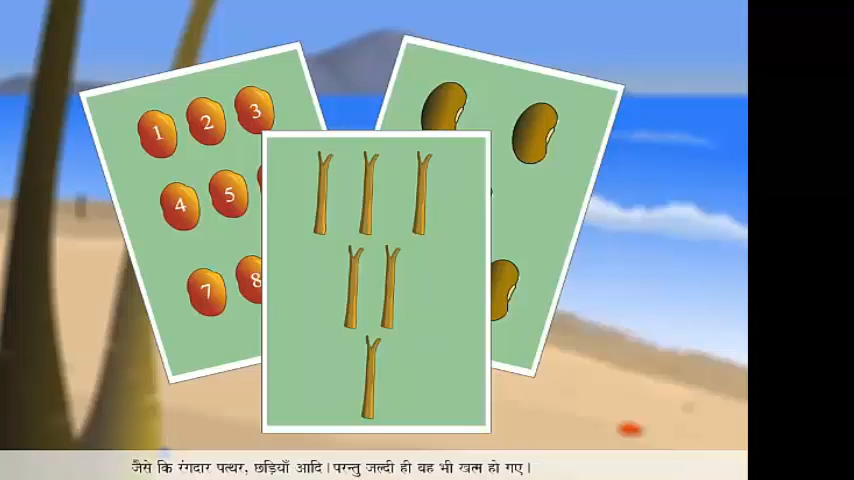 1 2 3
4 5
7 8
जैसे कि रंगदार पत्थर, छड़ियाँ आदि।परन्तु जल्दी ही वह भी खत्म हो गए।